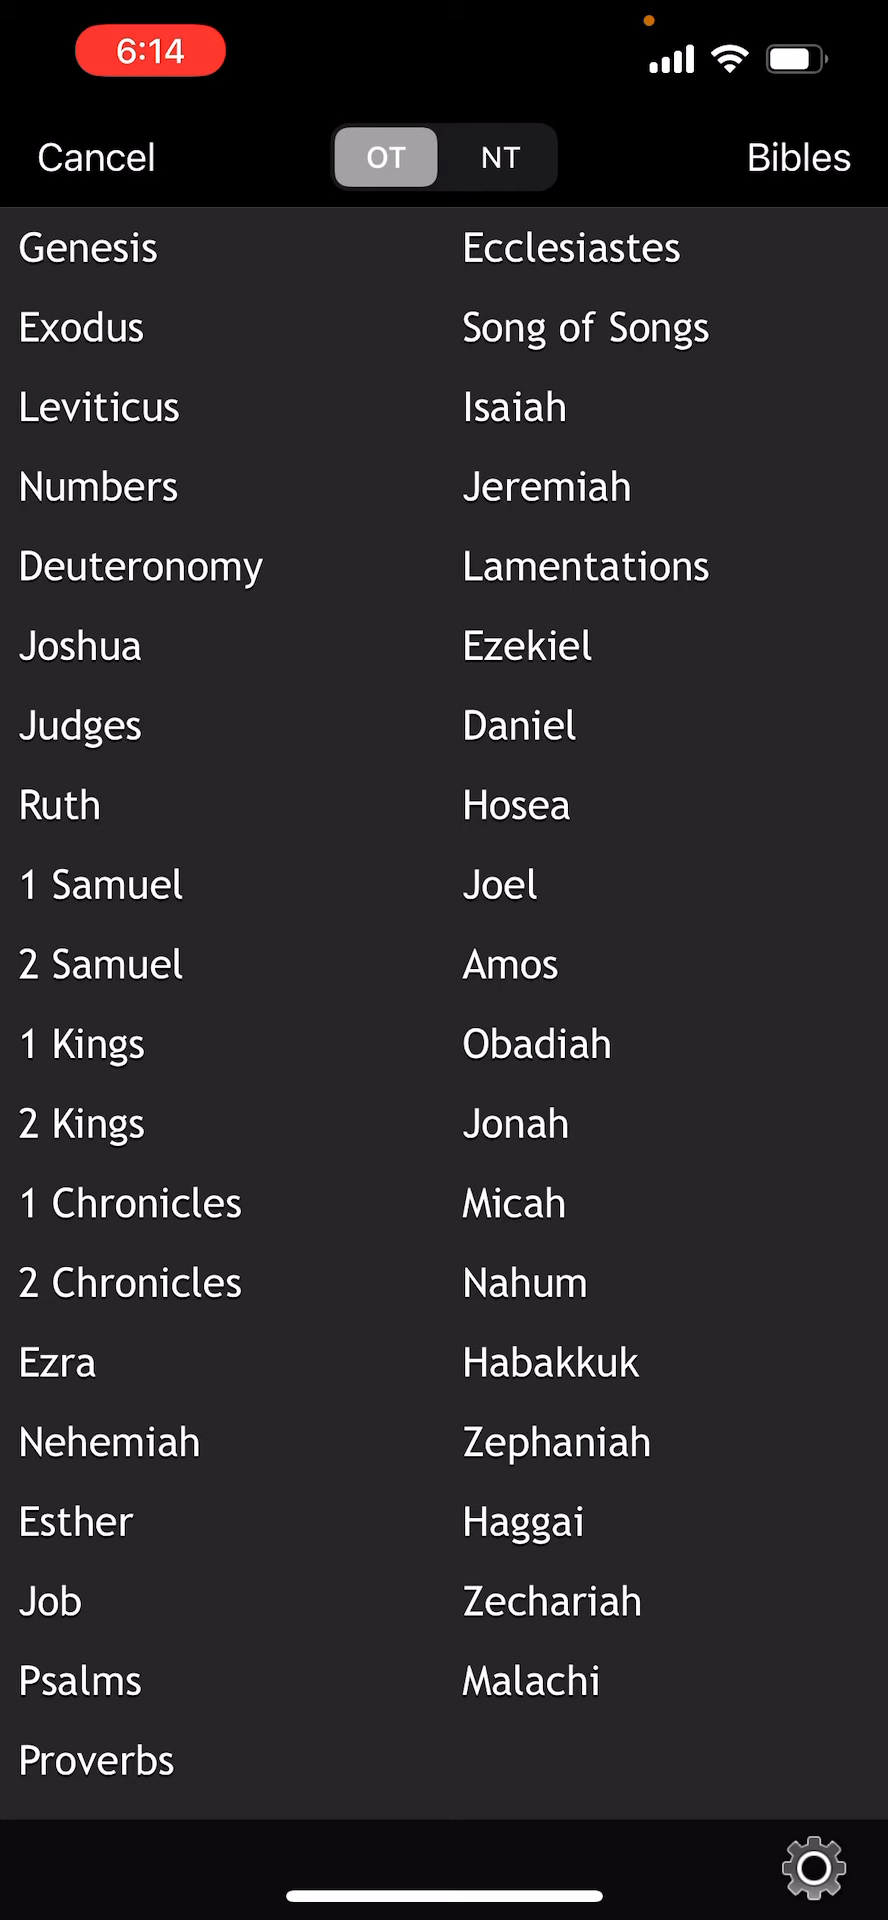 6:14
Cancel
OT
NT
Bibles
Genesis
Exodus
Leviticus
Numbers
Deuteronomy
Joshua
Judges
Ruth
1 Samuel
2 Samuel
1 Kings
2 Kings
1 Chronicles
2 Chronicles
Ezra
Nehemiah
Esther
Job
Psalms
Proverbs
Ecclesiastes
Song of Songs
Isaiah
Jeremiah
Lamentations
Ezekiel
Daniel
Hosea
Joel
Amos
Obadiah
Jonah
Micah
Nahum
Habakkuk
Zephaniah
Haggai
Zechariah
Malachi